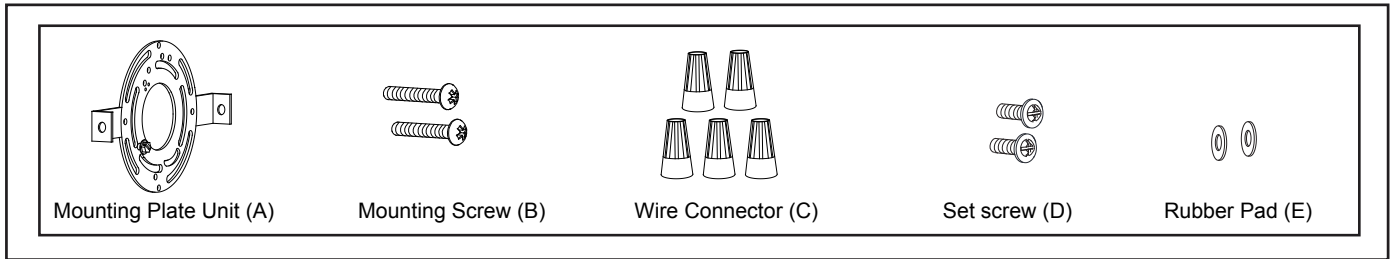 Mounting Plate Unit (A)
Mounting Screw (B)
Wire Connector (C)
Set screw (D)
Rubber Pad (E)